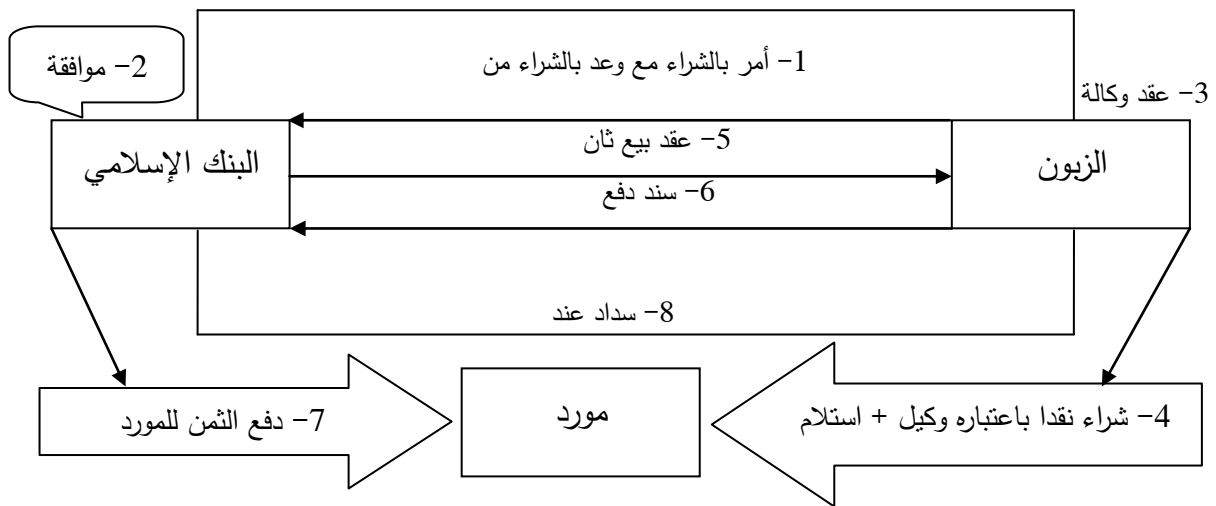 1- أمر بالشراء مع وعد بالشراء من
2- موافقة
3- عقد وكالة
5- عقد بيع ثان
البنك الإسلامي
الزبون
6- سند دفع
8- سداد عند
مورد
7- دفع الثمن للمورد
4- شراء نقدا باعتباره وكيل + استلام